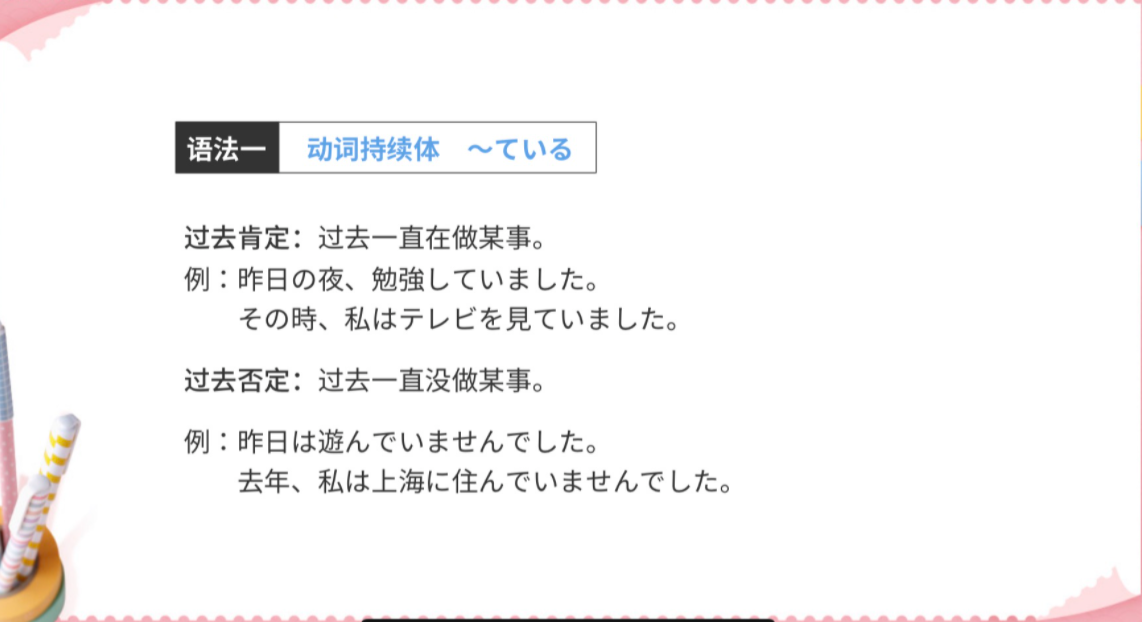 语法一 动词持续体 ～ている
过去肯定：过去一直在做某事。
例：昨日の夜、勉強していました。
その時、私はテレビを見ていました。
过去否定：过去一直没做某事。
例：昨日は遊んでいませんでした。
去年、私は上海に住んでいませんでした。